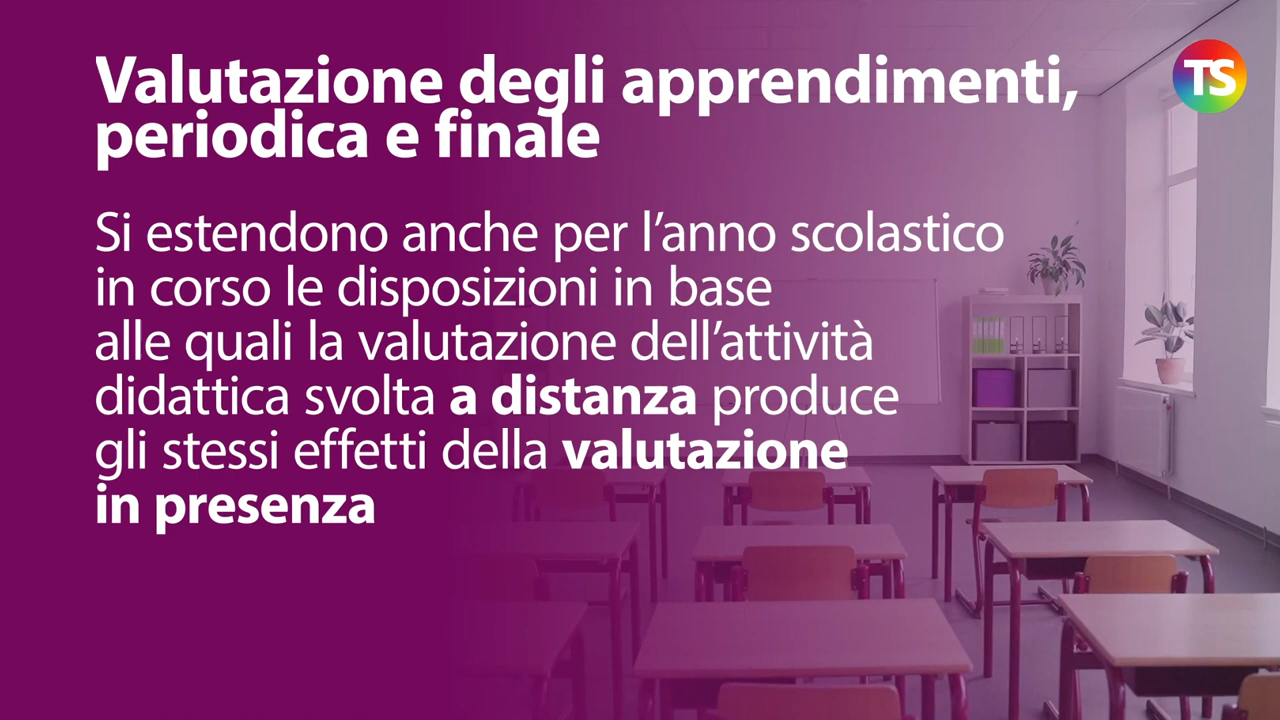 Valutazione degli apprendimenti,
periodica e finale
TS
Si estendono anche per l’anno scolastico
in corso le disposizioni in base
alle quali la valutazione dell’attività
didattica svolta a distanza produce
gli stessi effetti della valutazione
in presenza